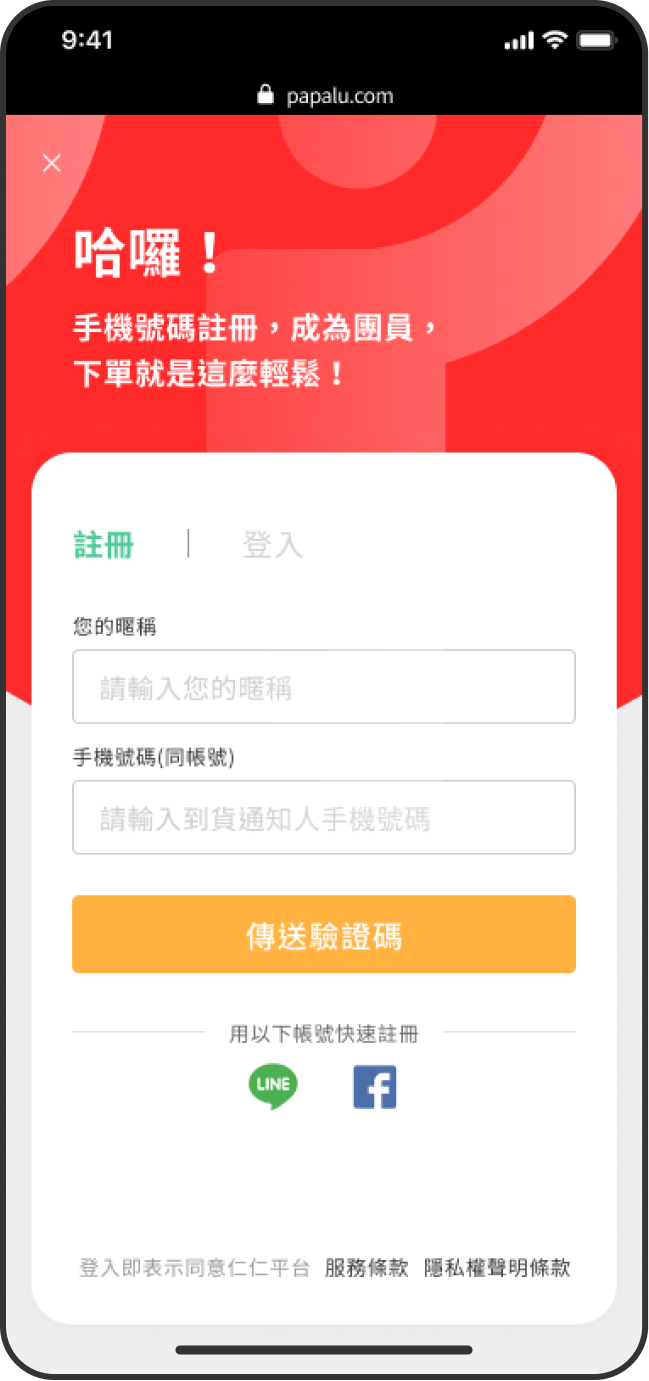 9:41
papalu.com
哈囉！
手機號碼註冊，成為團員，
下單就是這麼輕鬆！
註冊 | 登入
您的暱稱
請輸入您的暱稱
手機號碼(同帳號)
請輸入到貨通知人手機號碼
傳送驗證碼
用以下帳號快速註冊
LINE f
登入即表示同意仁仁平台 服務條款 隱私權聲明條款